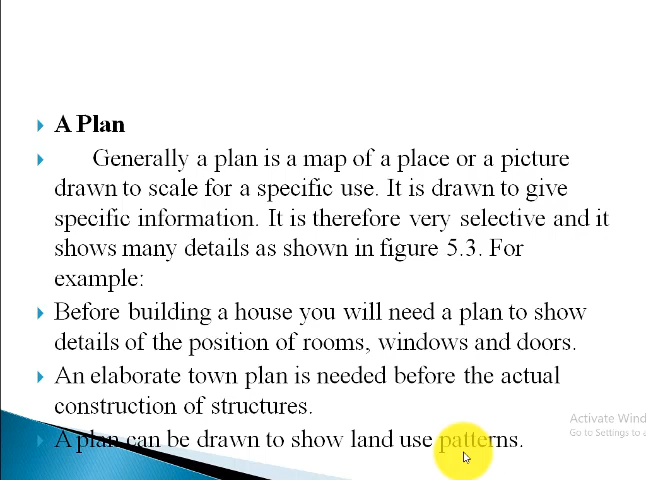 A Plan
Generally a plan is a map of a place or a picture
drawn to scale for a specific use. It is drawn to give
specific information. It is therefore very selective and it
shows many details as shown in figure 5.3. For
example:
Before building a house you will need a plan to show
details of the position of rooms, windows and doors.
An elaborate town plan is needed before the actual
construction of structures.
Activate Wind
Go to Settings to a
A plan can be drawn to show land use patterns.